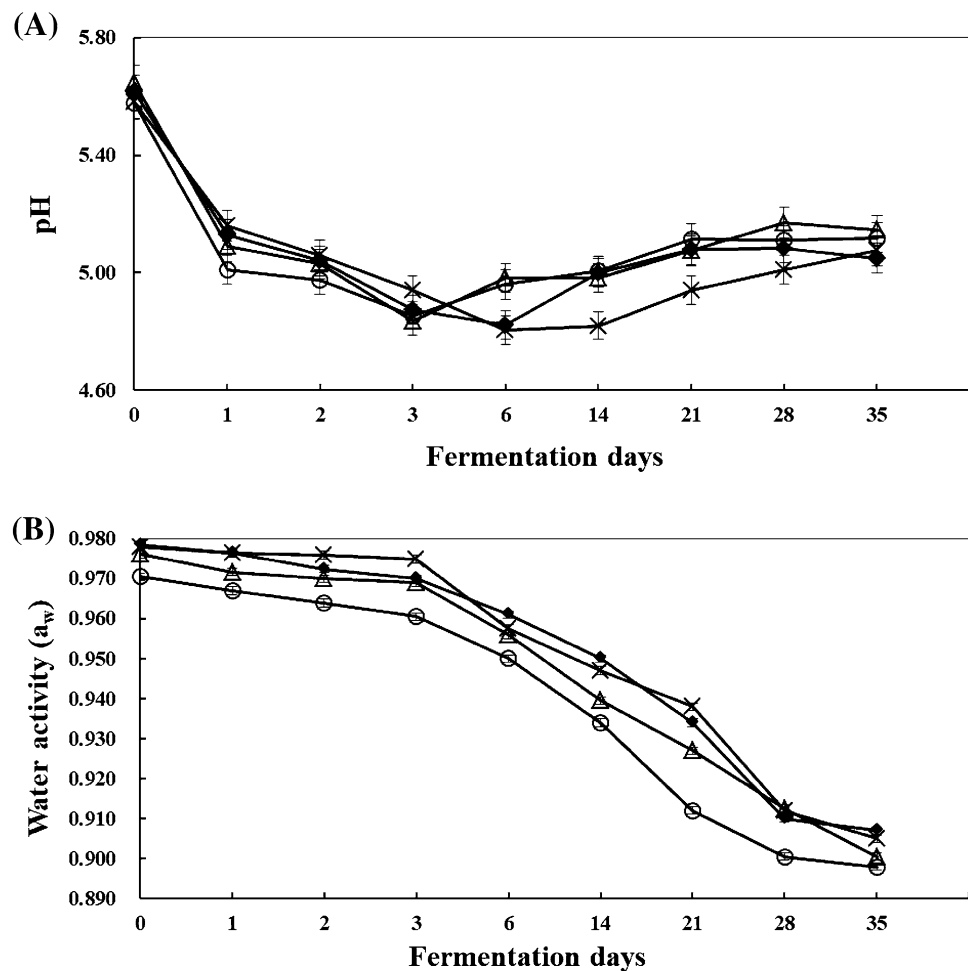 (A)
5.80
5.40
5.00
4.60
pH
0 1 2 3 6 14 21 28 35
Fermentation days
(B)
0.980
0.970
0.960
0.950
0.940
0.930
0.920
0.910
0.900
0.890
Water activity (aw)
0 1 2 3 6 14 21 28 35
Fermentation days